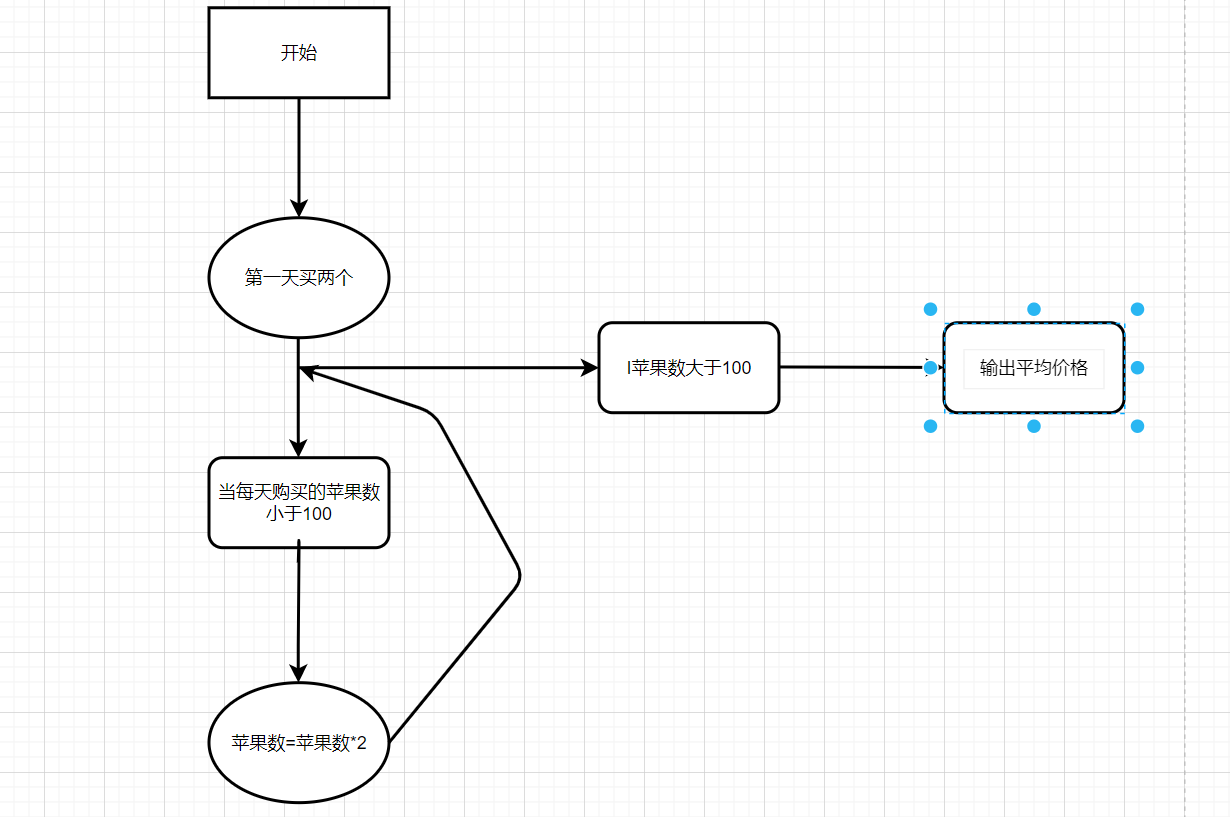 开始
第一天买两个
I苹果数大于100
输出平均价格
当每天购买的苹果数
小于100
苹果数=苹果数*2